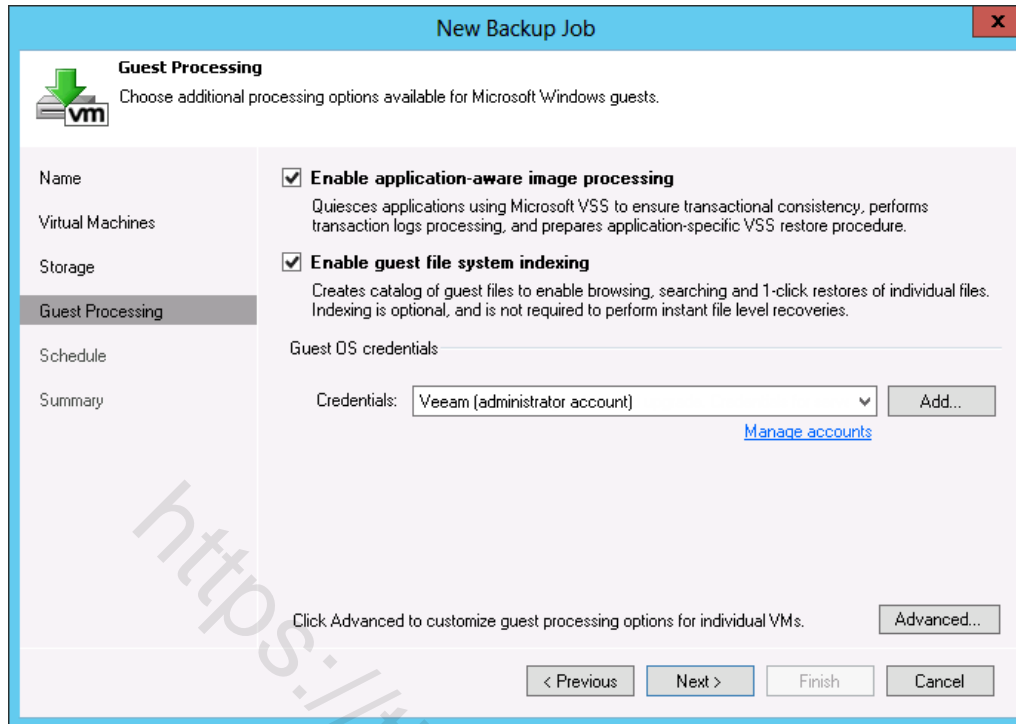 New Backup Job
x
Guest Processing
Choose additional processing options available for Microsoft Windows guests.
vm
Name
Virtual Machines
Storage
Guest Processing
Schedule
Summary
Enable application-aware image processing
Quiesces applications using Microsoft VSS to ensure transactional consistency, performs
transaction logs processing, and prepares application-specific VSS restore procedure.
Enable guest file system indexing
Creates catalog of guest files to enable browsing, searching and 1-click restores of individual files.
Indexing is optional, and is not required to perform instant file level recoveries.
Guest OS credentials
Credentials:
Veeam (administrator account)
Add...
Manage accounts
https://t
Click Advanced to customize guest processing options for individual VMs.
Advanced...
< Previous
Next >
Finish
Cancel